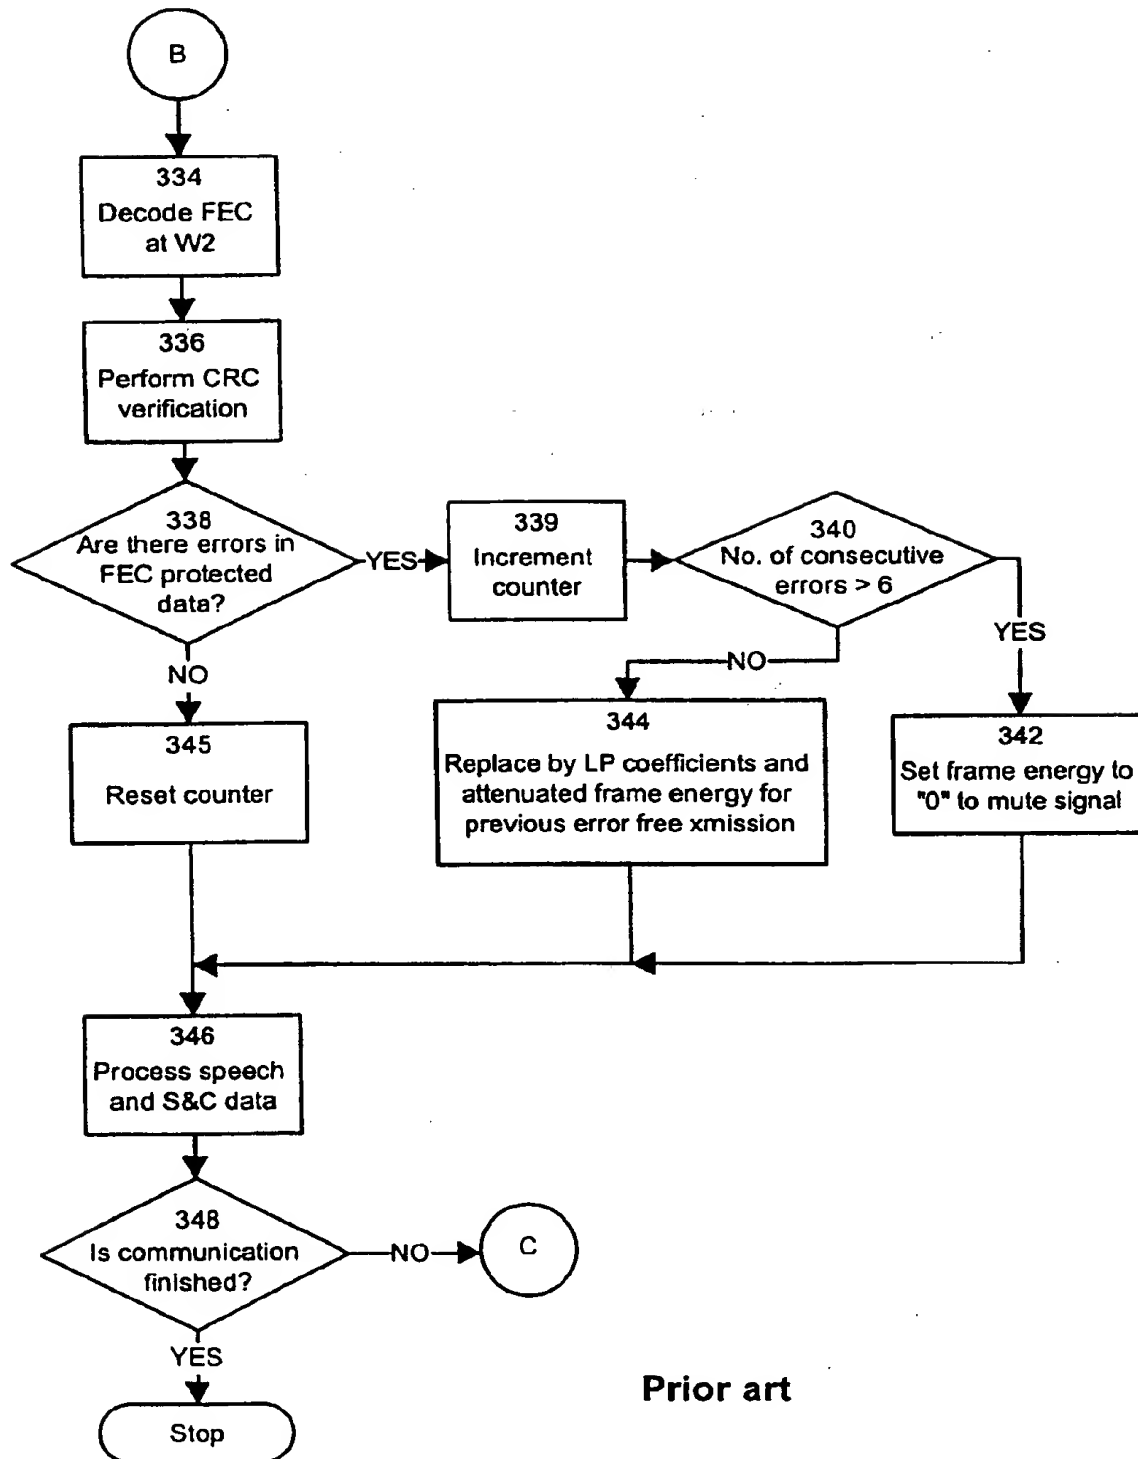 B
334
Decode FEC
at W2
336
Perform CRC
verification
338
Are there errors in
FEC protected
data?
YES
339
Increment
counter
340
No. of consecutive
errors > 6
YES
NO
NO
345
Reset counter
344
Replace by LP coefficients and
attenuated frame energy for
previous error free xmission
342
Set frame energy to
"0" to mute signal
346
Process speech
and S&C data
348
Is communication
finished?
NO
C
YES
Stop
Prior art